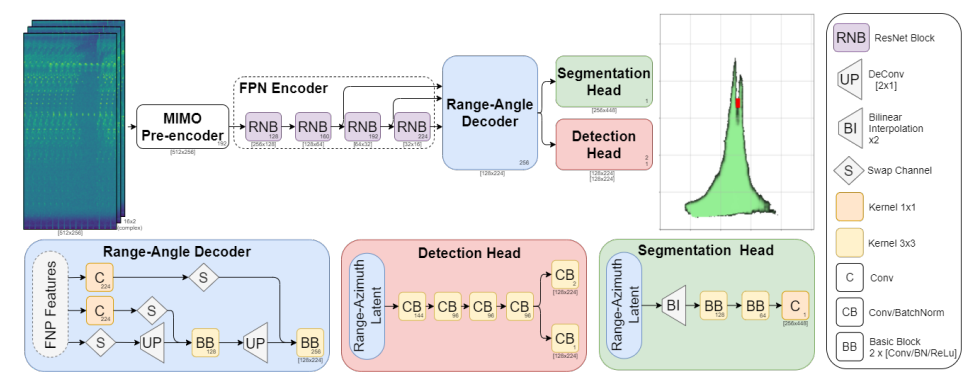 16x2
(complex)
[512x256]
MIMO
Pre-encoder
192
[512x256]
FPN Encoder
RNB
128
[256x128]
RNB
160
[128x64]
RNB
192
[64x32]
RNB
224
[32x16]
Range-Angle
Decoder
256
[128x224]
Segmentation
Head
1
[256x448]
Detection
Head
2
1
[128x224]
[128x224]
RNB
ResNet Block
UP
DeConv
[2x1]
BI
Bilinear
Interpolation
x2
S
Swap Channel
Kernel 1x1
Kernel 3x3
C
Conv
CB
Conv/BatchNorm
BB
Basic Block
2 x [Conv/BN/ReLu]
Range-Angle Decoder
FNP Features
C
224
S
C
224
S
S
UP
BB
128
UP
BB
256
[128x224]
Detection Head
Range-Azimuth
Latent
CB
144
CB
96
CB
96
CB
96
CB
2
[128x224]
CB
1
[128x224]
Segmentation Head
Range-Azimuth
Latent
BI
BB
128
BB
64
C
1
[256x448]